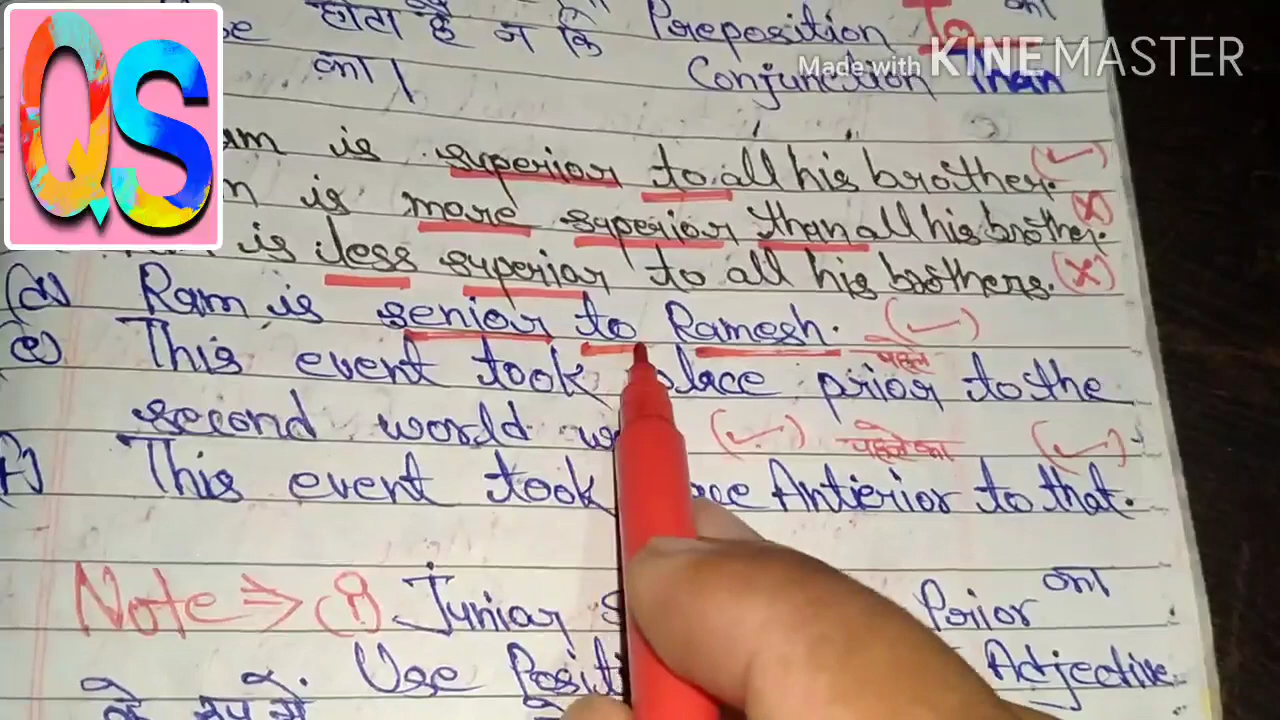 QS
होता है न कि Preposition To का
का। Conjunction Than
Made with KINEMASTER
is superior to all his brother. (✓)
is more superior than all his brother. (x)
is less superior to all his brothers. (x)
(d) Ram is senior to Ramesh. (✓)
पहले
(e) This event took place prior to the
second world (✓) पहले का (✓)
(f) This event took Anterior to that.
Note ⇒ (i) Junior Prior का
Use Adjective
के रूप में